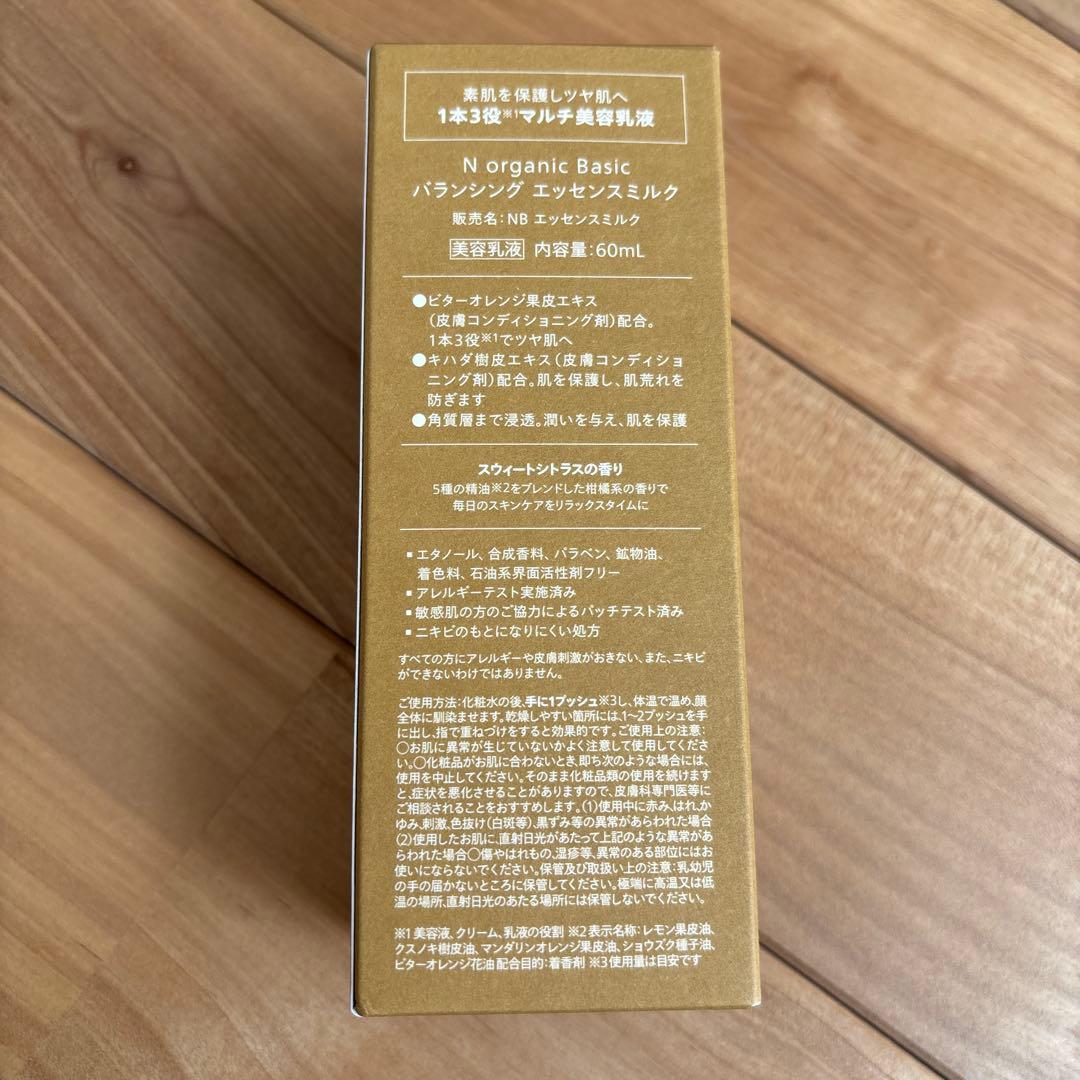 素肌を保護しツヤ肌へ
1本3役※1マルチ美容乳液
N organic Basic
バランシング エッセンスミルク
販売名:NB エッセンスミルク
美容乳液 内容量:60mL
●ビターオレンジ果皮エキス
(皮膚コンディショニング剤)配合。
1本3役※1でツヤ肌へ
●キハダ樹皮エキス(皮膚コンディショ
ニング剤)配合。肌を保護し、肌荒れを
防ぎます
●角質層まで浸透。潤いを与え、肌を保護
スウィートシトラスの香り
5種の精油※2をブレンドした柑橘系の香りで
毎日のスキンケアをリラックスタイムに
▪エタノール、合成香料、パラベン、鉱物油、
着色料、石油系界面活性剤フリー
▪アレルギーテスト実施済み
▪敏感肌の方のご協力によるパッチテスト済み
▪ニキビのもとになりにくい処方
すべての方にアレルギーや皮膚刺激がおきない、また、ニキビ
ができないわけではありません。
ご使用方法:化粧水の後、手に1プッシュ※3し、体温で温め、顔
全体に馴染ませます。乾燥しやすい箇所には、1〜2プッシュを手
に出し、指で重ねづけをすると効果的です。ご使用上の注意:
○お肌に異常が生じていないかよく注意して使用してくださ
い。○化粧品がお肌に合わないとき、即ち次のような場合には、
使用を中止してください。そのまま化粧品類の使用を続けます
と、症状を悪化させることがありますので、皮膚科専門医等に
ご相談されることをおすすめします。(1)使用中に赤み、はれ、か
ゆみ、刺激、色抜け(白斑等)、黒ずみ等の異常があらわれた場合
(2)使用したお肌に、直射日光があたって上記のような異常があ
らわれた場合○傷やはれもの、湿疹等、異常のある部位にはお
使いにならないでください。保管及び取扱い上の注意:乳幼児
の手の届かないところに保管してください。極端に高温又は低
温の場所、直射日光のあたる場所には保管しないでください。
※1 美容液、クリーム、乳液の役割 ※2 表示名称:レモン果皮油、
クスノキ樹皮油、マンダリンオレンジ果皮油、ショウズク種子油、
ビターオレンジ花油 配合目的:着香剤 ※3 使用量は目安です